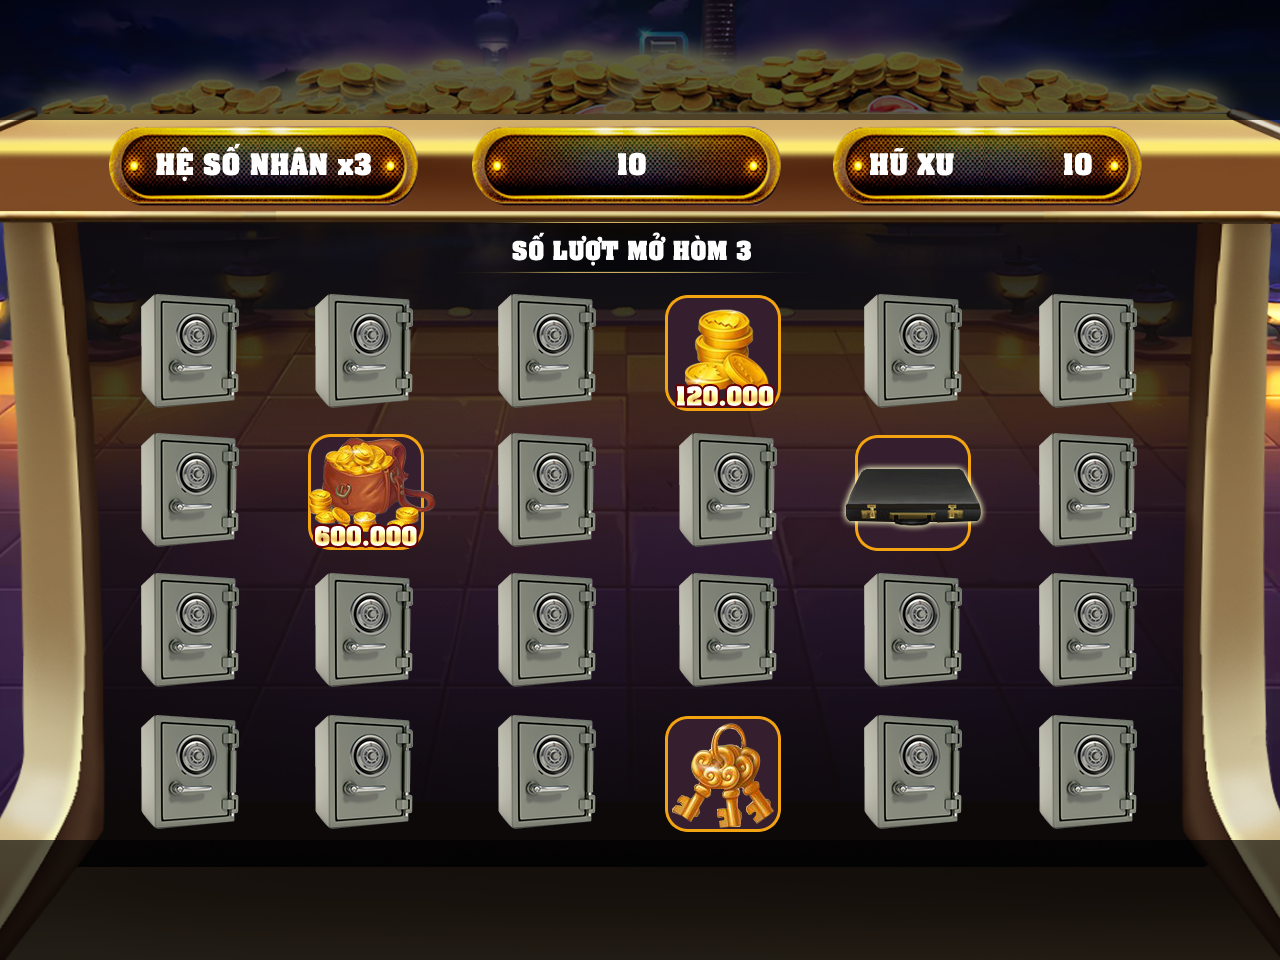 HỆ SỐ NHÂN x3
10
HŨ XU 10
SỐ LƯỢT MỞ HÒM 3
120.000
600.000